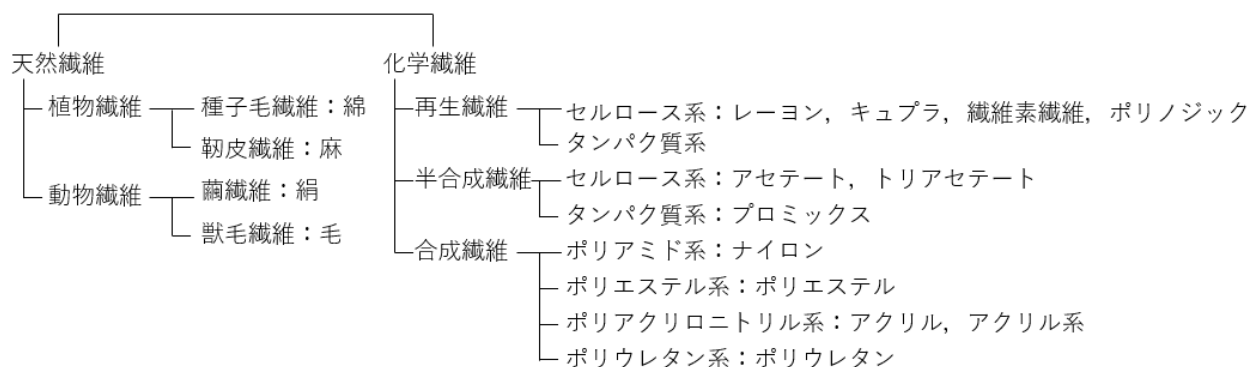 天然繊維
植物繊維
種子毛繊維：綿
靭皮繊維：麻
動物繊維
繭繊維：絹
獣毛繊維：毛
化学繊維
再生繊維
セルロース系：レーヨン，キュプラ，繊維素繊維，ポリノジック
タンパク質系
半合成繊維
セルロース系：アセテート，トリアセテート
タンパク質系：プロミックス
合成繊維
ポリアミド系：ナイロン
ポリエステル系：ポリエステル
ポリアクリロニトリル系：アクリル，アクリル系
ポリウレタン系：ポリウレタン